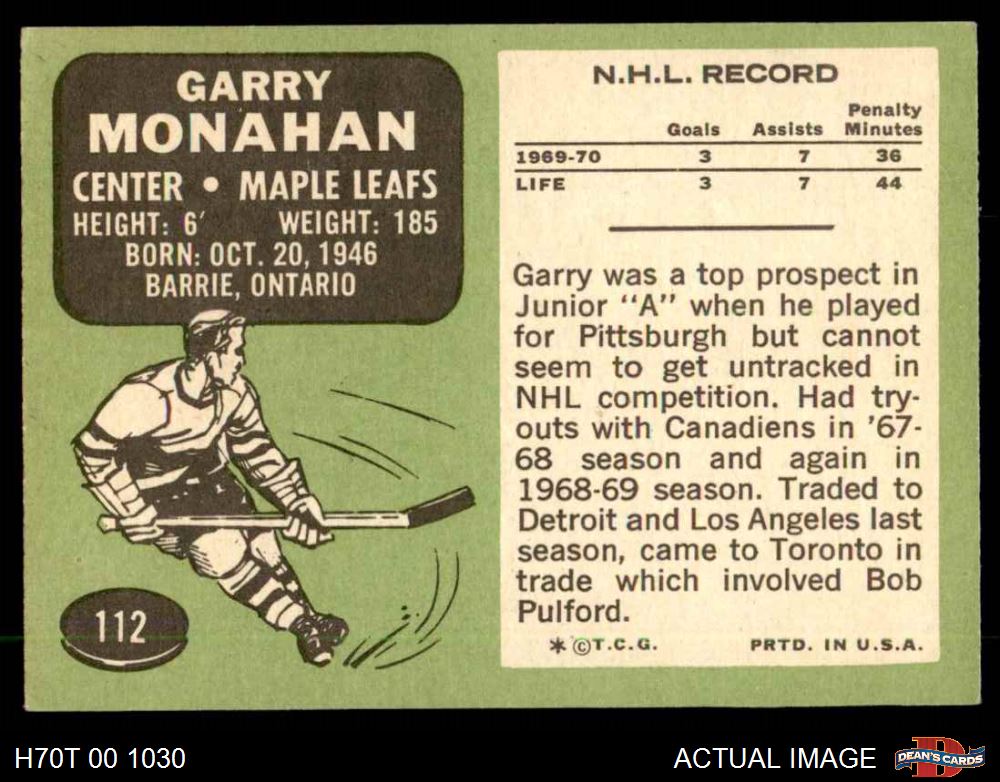 GARRY
MONAHAN
CENTER • MAPLE LEAFS
HEIGHT: 6′ WEIGHT: 185
BORN: OCT. 20, 1946
BARRIE, ONTARIO
112
N.H.L. RECORD
Goals Assists Penalty Minutes
1969-70 3 7 36
LIFE 3 7 44
Garry was a top prospect in
Junior “A” when he played
for Pittsburgh but cannot
seem to get untracked in
NHL competition. Had try-
outs with Canadiens in ’67-
68 season and again in
1968-69 season. Traded to
Detroit and Los Angeles last
season, came to Toronto in
trade which involved Bob
Pulford.
* ©T.C.G. PRTD. IN U.S.A.
H70T 00 1030
ACTUAL IMAGE
D
DEAN'S CARDS